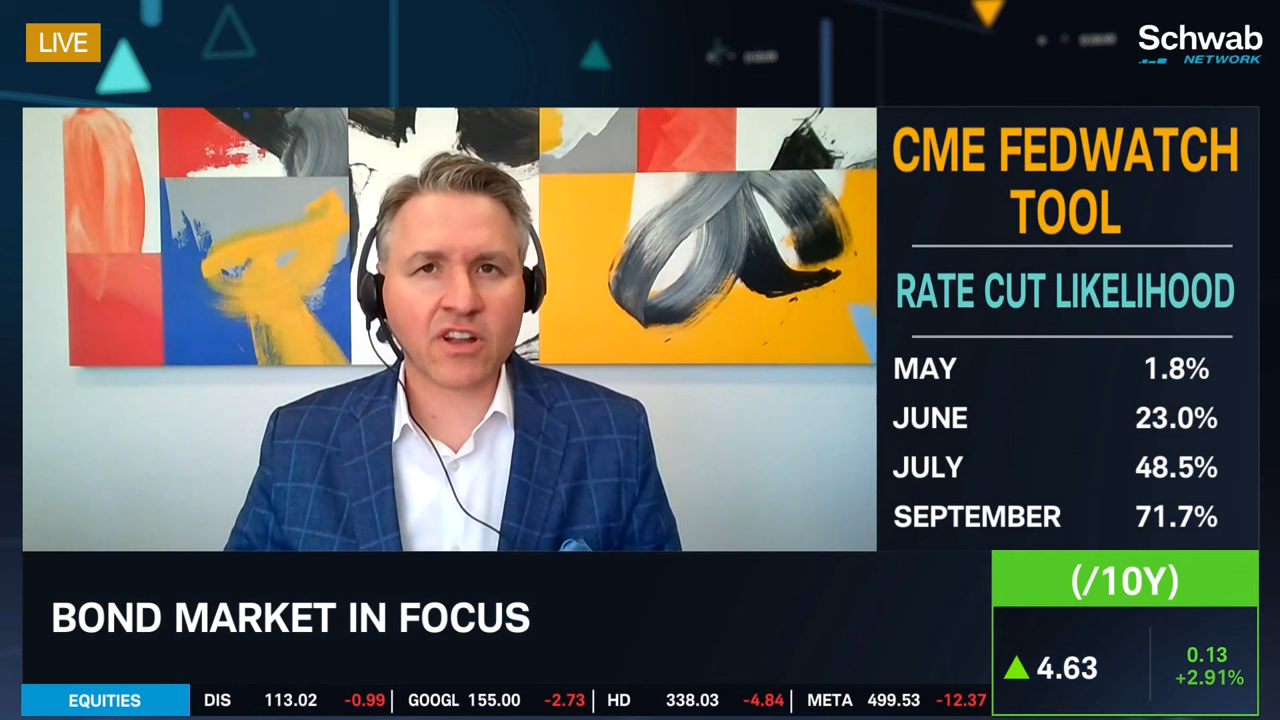 LIVE
Schwab
NETWORK
CME FEDWATCH
TOOL
RATE CUT LIKELIHOOD
MAY 1.8%
JUNE 23.0%
JULY 48.5%
SEPTEMBER 71.7%
BOND MARKET IN FOCUS
(/10Y)
4.63
0.13
+2.91%
EQUITIES DIS 113.02 -0.99 GOOGL 155.00 -2.73 HD 338.03 -4.84 META 499.53 -12.37